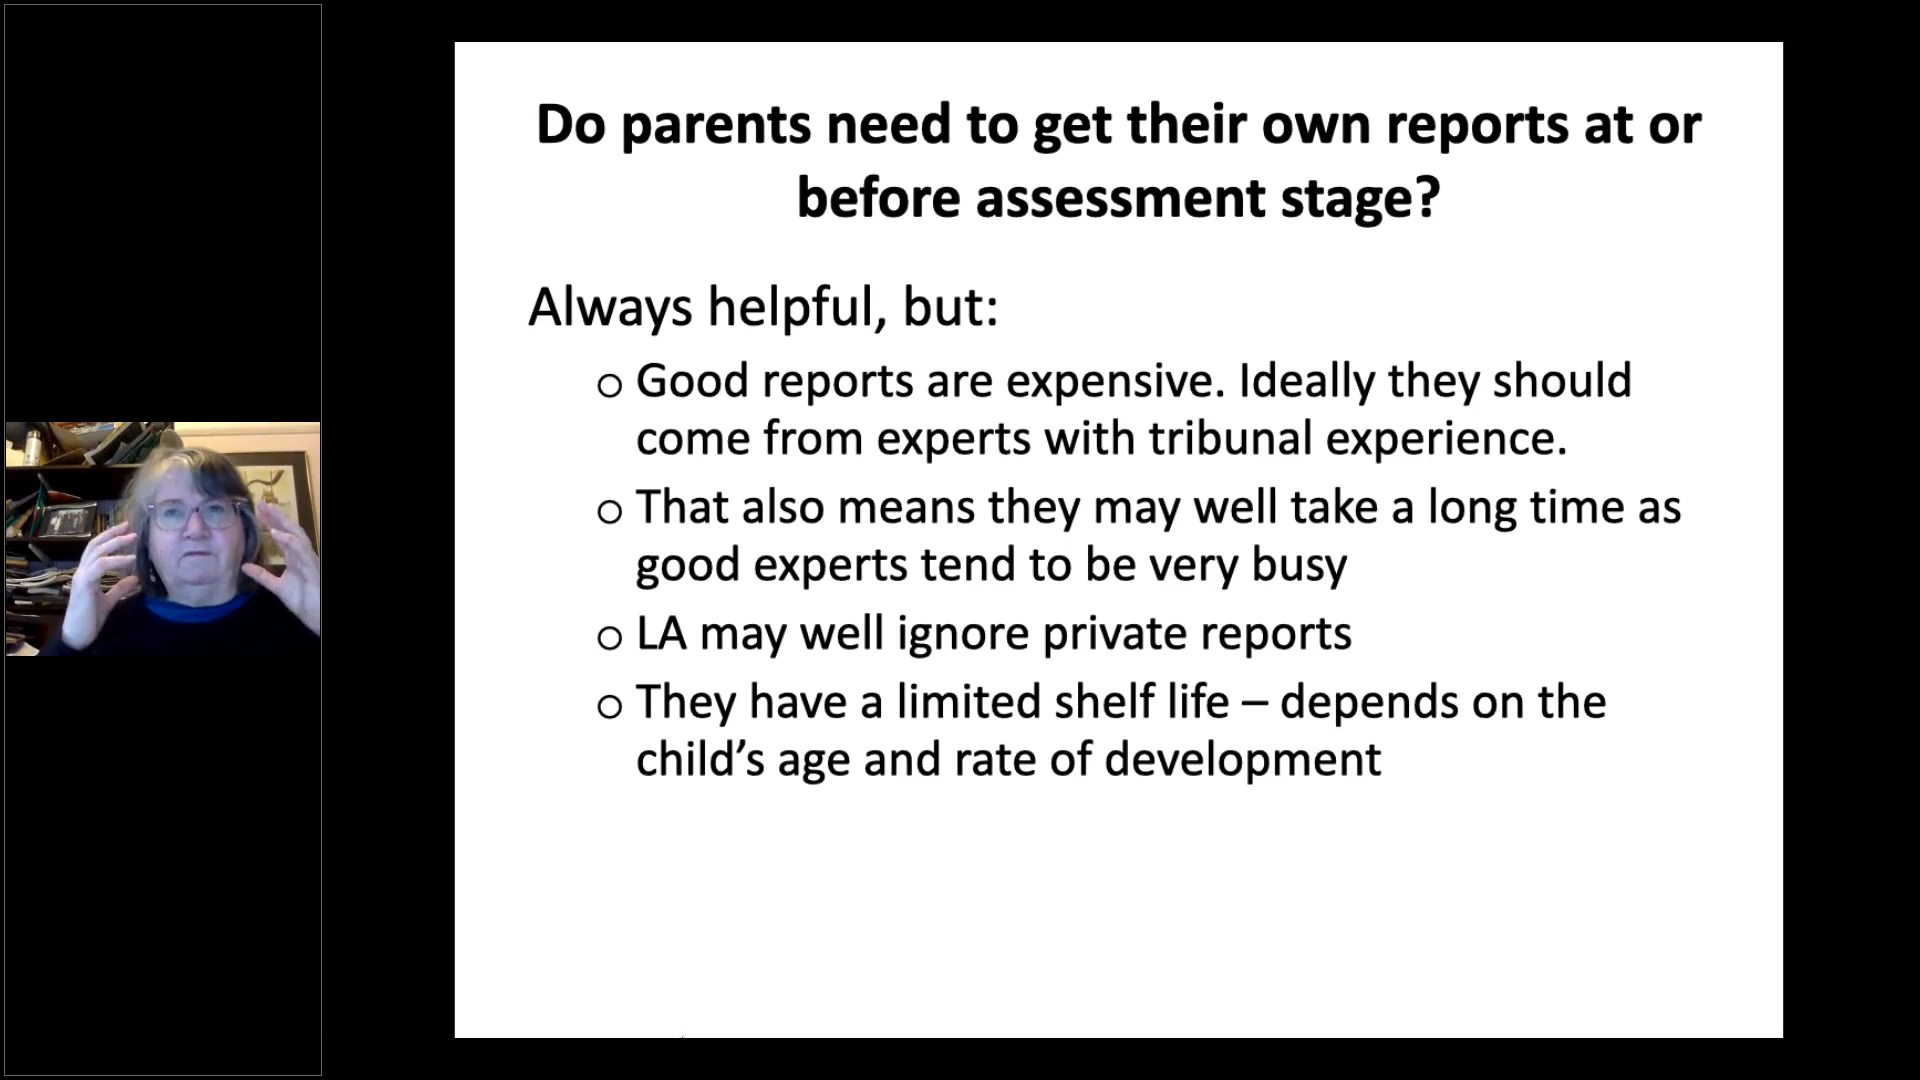 Do parents need to get their own reports at or
before assessment stage?
Always helpful, but:
○ Good reports are expensive. Ideally they should
come from experts with tribunal experience.
○ That also means they may well take a long time as
good experts tend to be very busy
○ LA may well ignore private reports
○ They have a limited shelf life – depends on the
child’s age and rate of development